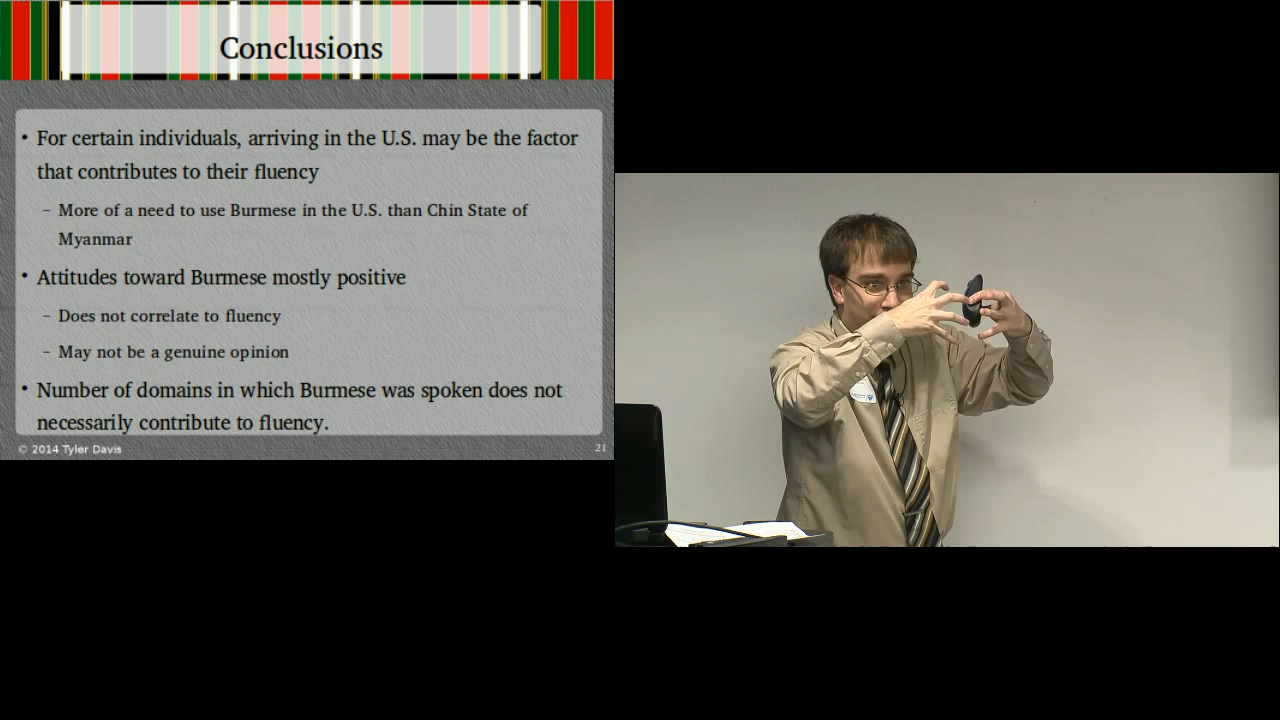 Conclusions
• For certain individuals, arriving in the U.S. may be the factor
that contributes to their fluency
– More of a need to use Burmese in the U.S. than Chin State of
Myanmar
• Attitudes toward Burmese mostly positive
– Does not correlate to fluency
– May not be a genuine opinion
• Number of domains in which Burmese was spoken does not
necessarily contribute to fluency.
© 2014 Tyler Davis
21